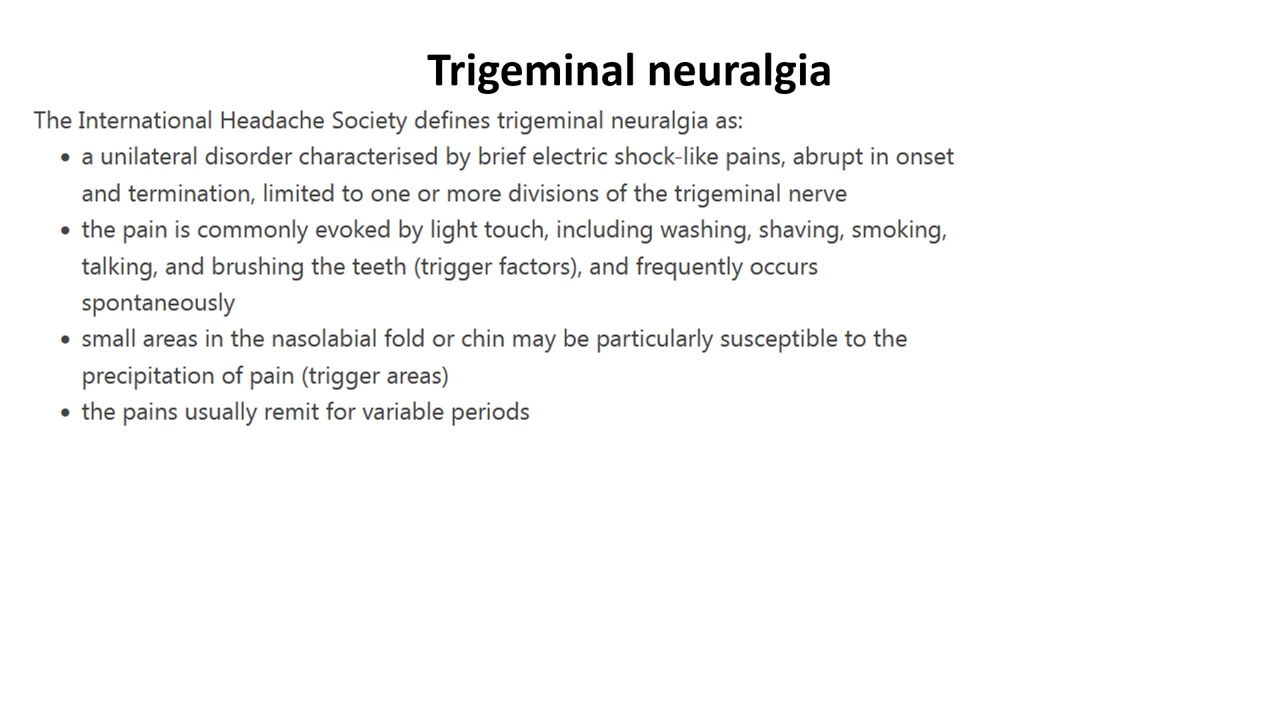 Trigeminal neuralgia
The International Headache Society defines trigeminal neuralgia as:
• a unilateral disorder characterised by brief electric shock-like pains, abrupt in onset
and termination, limited to one or more divisions of the trigeminal nerve
• the pain is commonly evoked by light touch, including washing, shaving, smoking,
talking, and brushing the teeth (trigger factors), and frequently occurs
spontaneously
• small areas in the nasolabial fold or chin may be particularly susceptible to the
precipitation of pain (trigger areas)
• the pains usually remit for variable periods